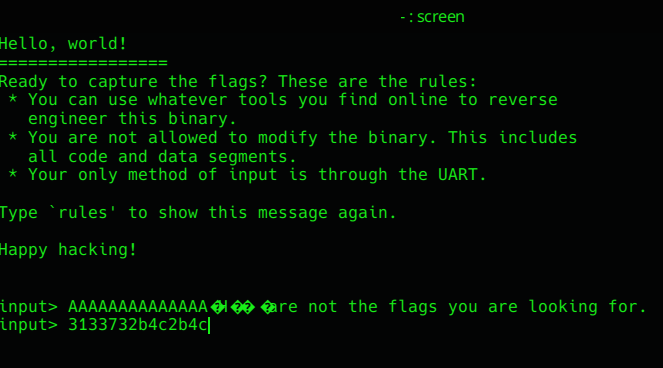 - : screen
Hello, world!
=================
Ready to capture the flags? These are the rules:
* You can use whatever tools you find online to reverse
engineer this binary.
* You are not allowed to modify the binary. This includes
all code and data segments.
* Your only method of input is through the UART.
Type `rules' to show this message again.
Happy hacking!
input> AAAAAAAAAAAAAA�H�� �are not the flags you are looking for.
input> 3133732b4c2b4c